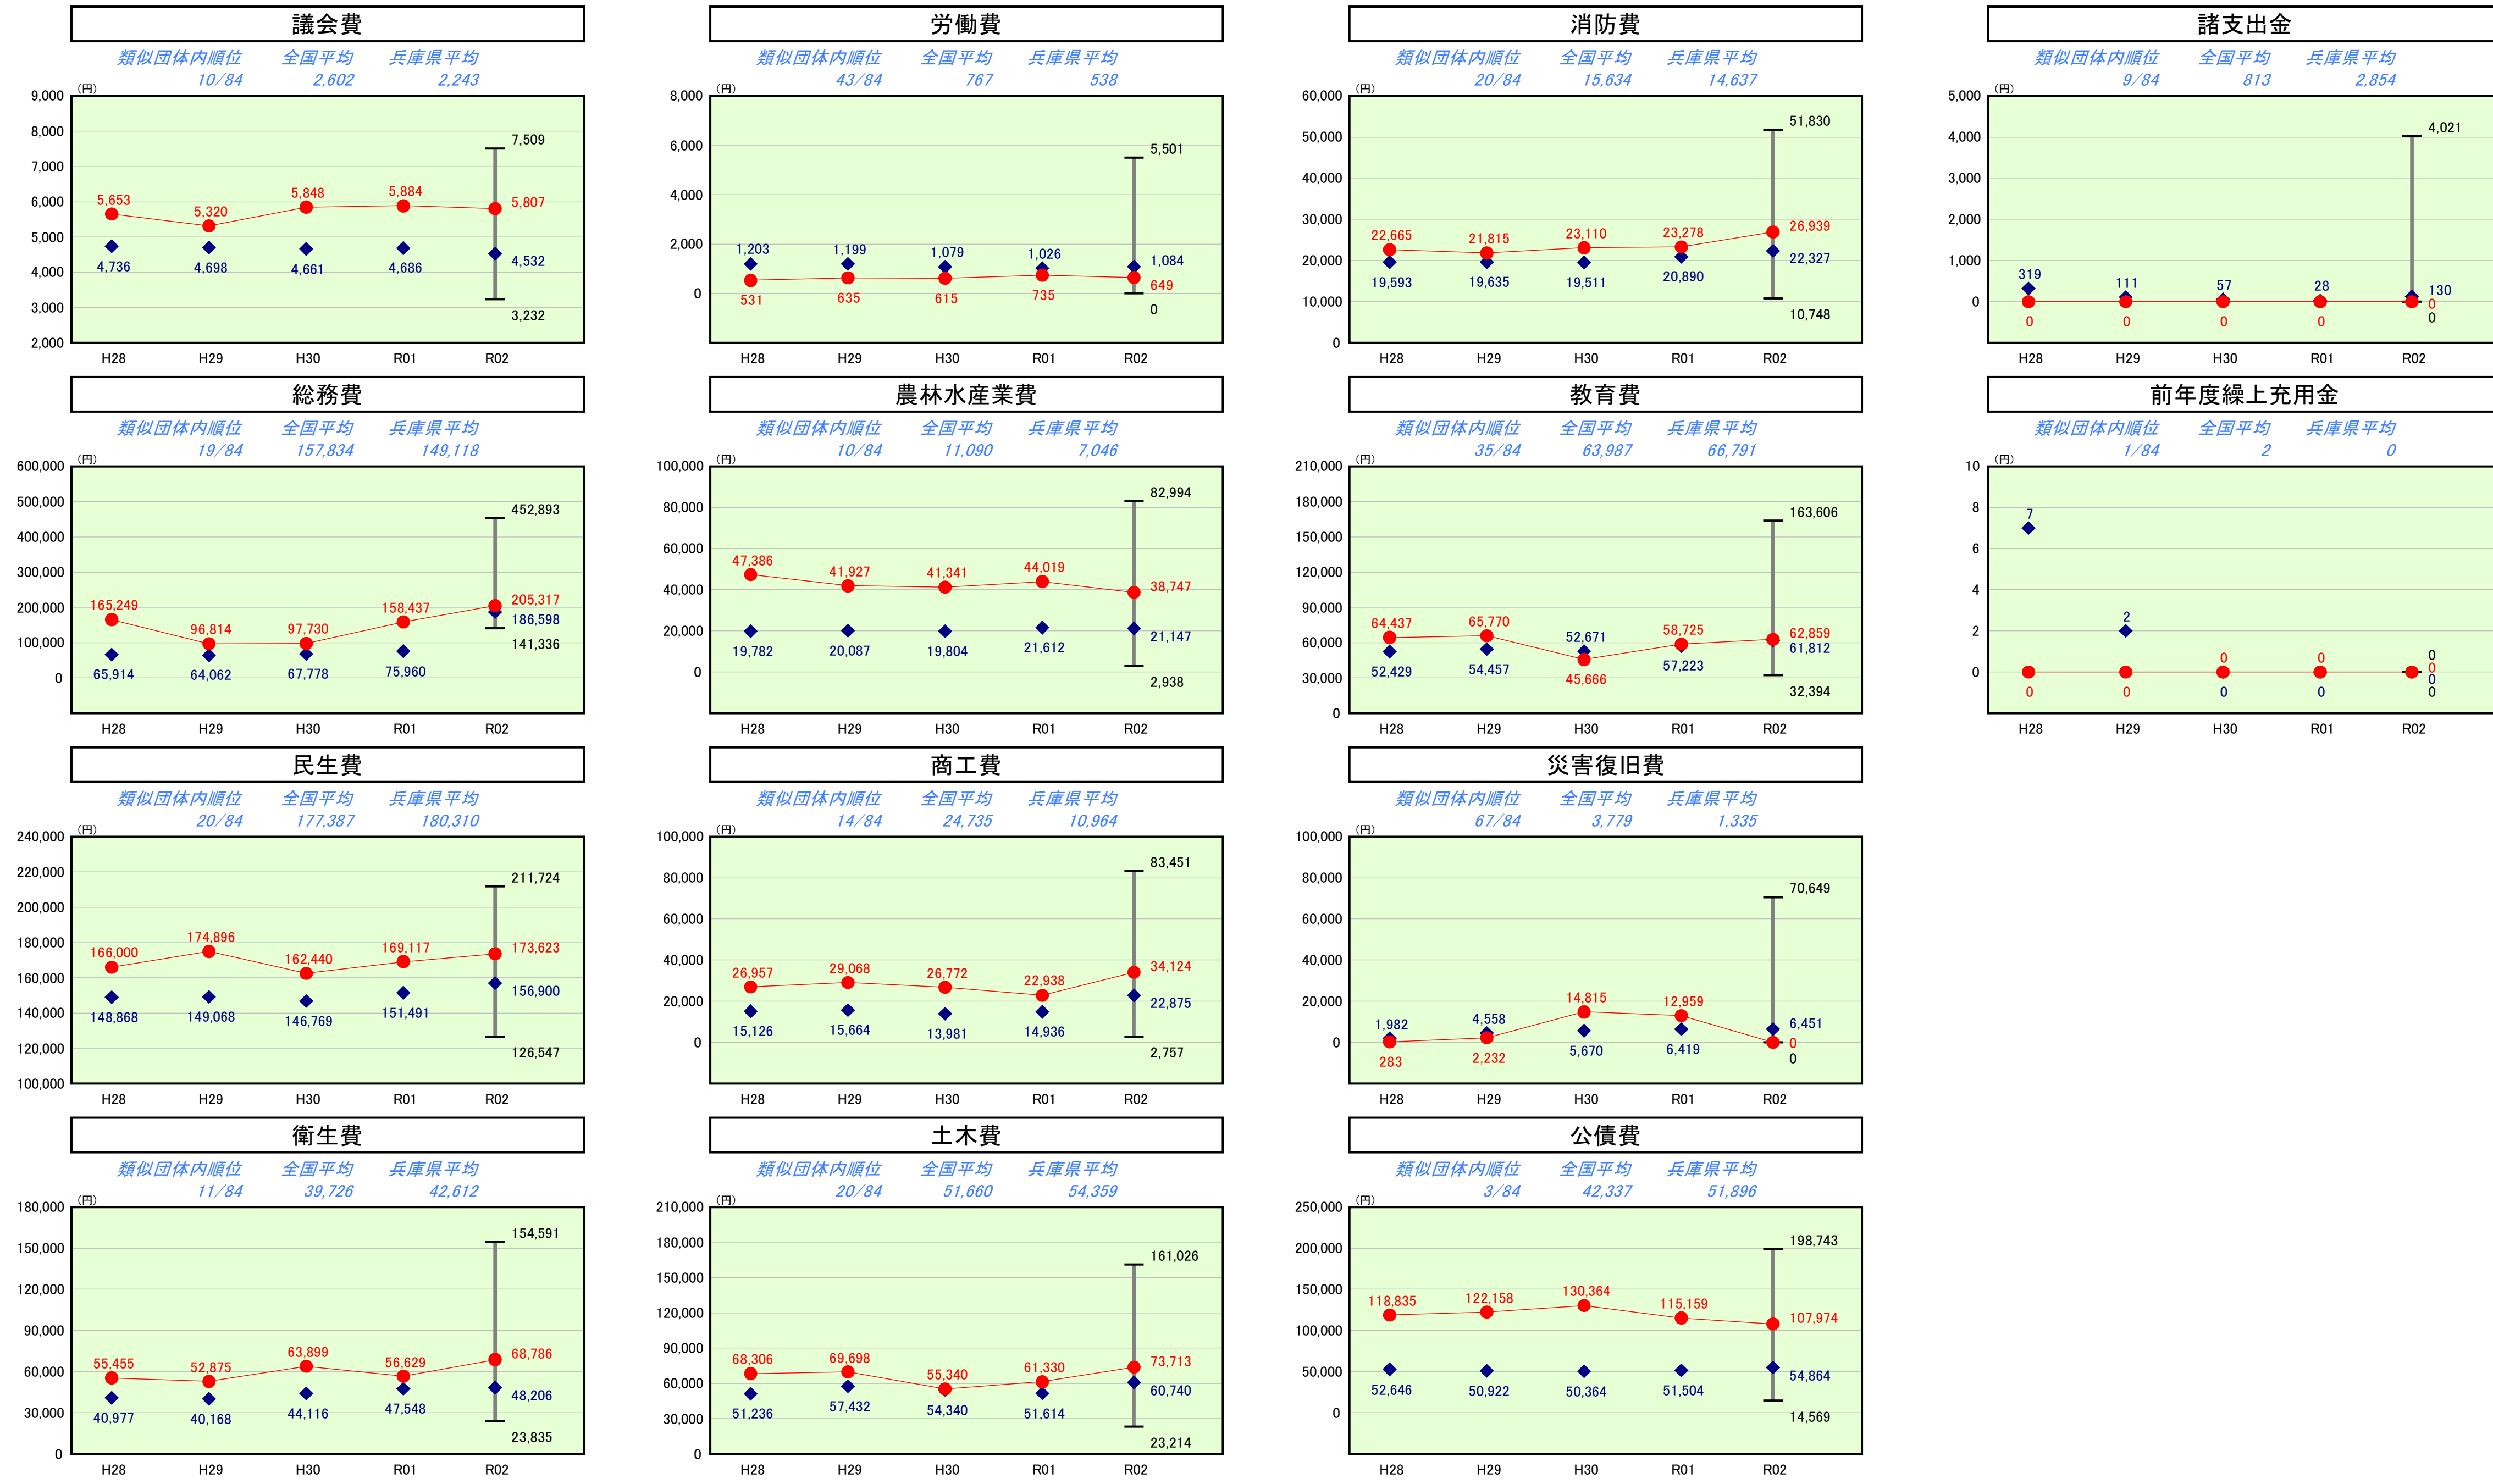 議会費
類似団体内順位 全国平均 兵庫県平均
10/84 2,602 2,243
(円)
9,000
8,000
7,000
6,000
5,000
4,000
3,000
2,000
5,653 5,320 5,848 5,884 5,807
4,736 4,698 4,661 4,686 4,532
7,509
3,232
H28 H29 H30 R01 R02
労働費
類似団体内順位 全国平均 兵庫県平均
43/84 767 538
(円)
8,000
6,000
4,000
2,000
0
1,203 1,199 1,079 1,026 1,084
531 635 615 735 649
5,501
0
H28 H29 H30 R01 R02
消防費
類似団体内順位 全国平均 兵庫県平均
20/84 15,634 14,637
(円)
60,000
50,000
40,000
30,000
20,000
10,000
0
22,665 21,815 23,110 23,278 26,939
19,593 19,635 19,511 20,890 22,327
51,830
10,748
H28 H29 H30 R01 R02
諸支出金
類似団体内順位 全国平均 兵庫県平均
9/84 813 2,854
(円)
5,000
4,000
3,000
2,000
1,000
0
319 111 57 28 130
0 0 0 0 0
4,021
0
H28 H29 H30 R01 R02
総務費
類似団体内順位 全国平均 兵庫県平均
19/84 157,834 149,118
(円)
600,000
500,000
400,000
300,000
200,000
100,000
0
165,249 96,814 97,730 158,437 205,317
65,914 64,062 67,778 75,960 186,598
452,893
141,336
H28 H29 H30 R01 R02
農林水産業費
類似団体内順位 全国平均 兵庫県平均
10/84 11,090 7,046
(円)
100,000
80,000
60,000
40,000
20,000
0
47,386 41,927 41,341 44,019 38,747
19,782 20,087 19,804 21,612 21,147
82,994
2,938
H28 H29 H30 R01 R02
教育費
類似団体内順位 全国平均 兵庫県平均
35/84 63,987 66,791
(円)
210,000
180,000
150,000
120,000
90,000
60,000
30,000
0
64,437 65,770 52,671 58,725 62,859
52,429 54,457 45,666 57,223 61,812
163,606
32,394
H28 H29 H30 R01 R02
前年度繰上充用金
類似団体内順位 全国平均 兵庫県平均
1/84 2 0
(円)
10
8
6
4
2
0
7 2 0 0 0
0 0 0 0 0
0
0
H28 H29 H30 R01 R02
民生費
類似団体内順位 全国平均 兵庫県平均
20/84 177,387 180,310
(円)
240,000
220,000
200,000
180,000
160,000
140,000
120,000
100,000
166,000 174,896 162,440 169,117 173,623
148,868 149,068 146,769 151,491 156,900
211,724
126,547
H28 H29 H30 R01 R02
商工費
類似団体内順位 全国平均 兵庫県平均
14/84 24,735 10,964
(円)
100,000
80,000
60,000
40,000
20,000
0
26,957 29,068 26,772 22,938 34,124
15,126 15,664 13,981 14,936 22,875
83,451
2,757
H28 H29 H30 R01 R02
災害復旧費
類似団体内順位 全国平均 兵庫県平均
67/84 3,779 1,335
(円)
100,000
80,000
60,000
40,000
20,000
0
1,982 4,558 14,815 12,959 6,451
283 2,232 5,670 6,419 0
70,649
0
H28 H29 H30 R01 R02
衛生費
類似団体内順位 全国平均 兵庫県平均
11/84 39,726 42,612
(円)
180,000
150,000
120,000
90,000
60,000
30,000
0
55,455 52,875 63,899 56,629 68,786
40,977 40,168 44,116 47,548 48,206
154,591
23,835
H28 H29 H30 R01 R02
土木費
類似団体内順位 全国平均 兵庫県平均
20/84 51,660 54,359
(円)
210,000
180,000
150,000
120,000
90,000
60,000
30,000
0
68,306 69,698 55,340 61,330 73,713
51,236 57,432 54,340 51,614 60,740
161,026
23,214
H28 H29 H30 R01 R02
公債費
類似団体内順位 全国平均 兵庫県平均
3/84 42,337 51,896
(円)
250,000
200,000
150,000
100,000
50,000
0
118,835 122,158 130,364 115,159 107,974
52,646 50,922 50,364 51,504 54,864
198,743
14,569
H28 H29 H30 R01 R02